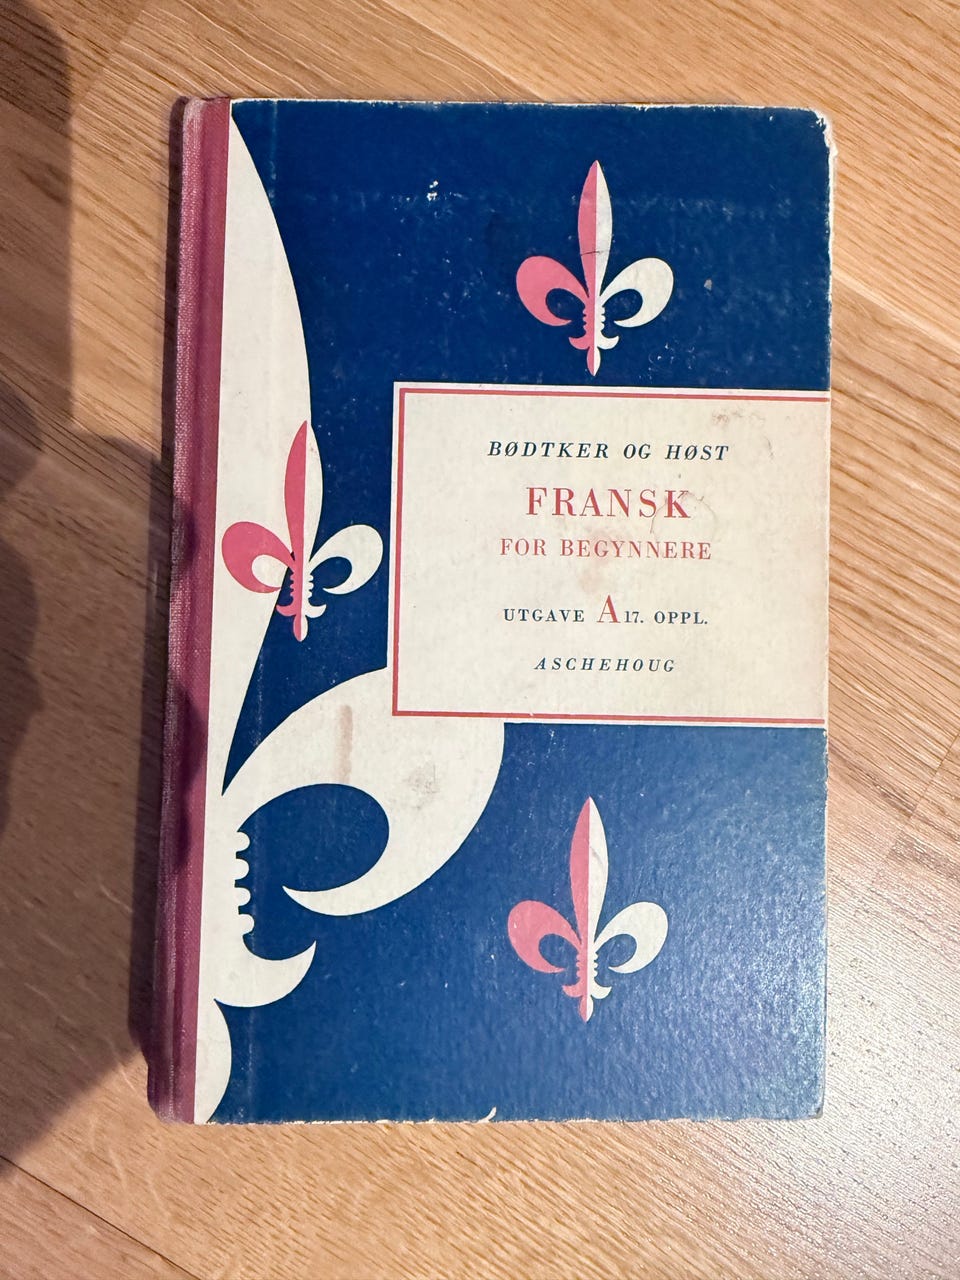 BØDTKER OG HØST
FRANSK
FOR BEGYNNERE
UTGAVE A 17. OPPL.
ASCHEHOUG